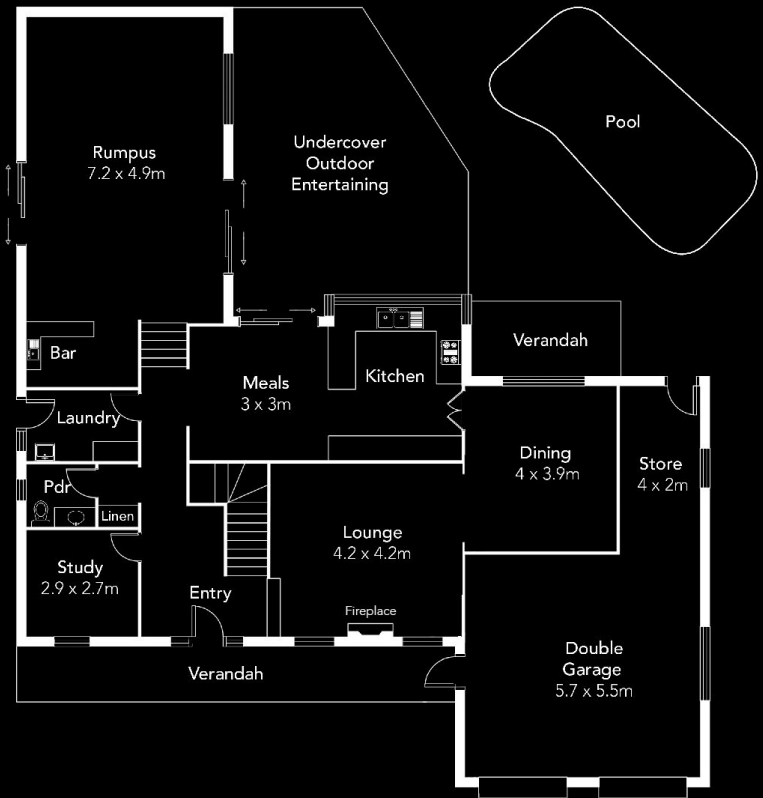 Rumpus
7.2 x 4.9m
Undercover
Outdoor
Entertaining
Pool
Bar
Verandah
Meals
3 x 3m
Kitchen
Laundry
Dining
4 x 3.9m
Store
4 x 2m
Pdr
Linen
Lounge
4.2 x 4.2m
Study
2.9 x 2.7m
Entry
Fireplace
Verandah
Double
Garage
5.7 x 5.5m